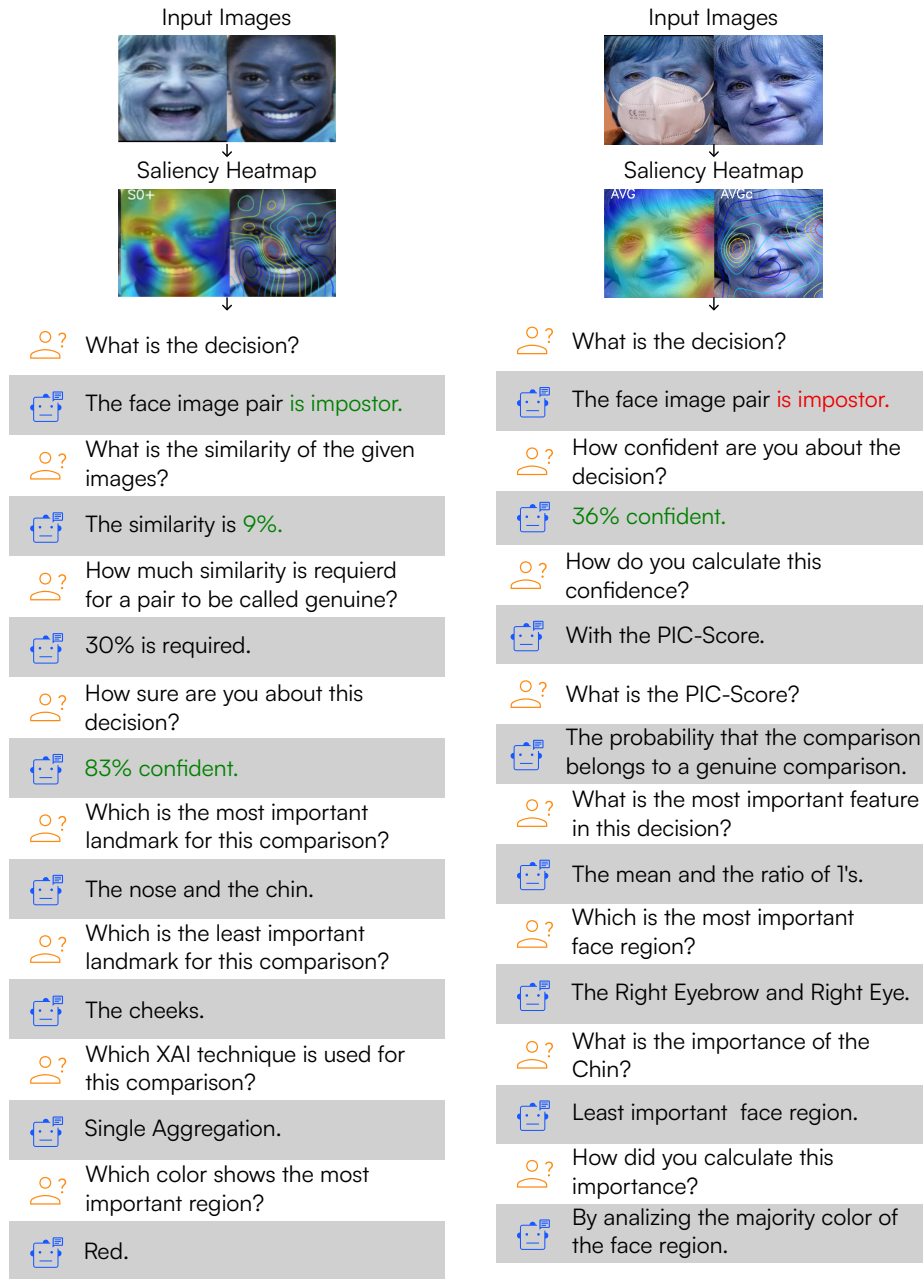 Input Images
Saliency Heatmap
S0+
What is the decision?
The face image pair is impostor.
What is the similarity of the given
images?
The similarity is 9%.
How much similarity is requierd
for a pair to be called genuine?
30% is required.
How sure are you about this
decision?
83% confident.
Which is the most important
landmark for this comparison?
The nose and the chin.
Which is the least important
landmark for this comparison?
The cheeks.
Which XAI technique is used for
this comparison?
Single Aggregation.
Which color shows the most
important region?
Red.
Input Images
Saliency Heatmap
AVG
AVGc
What is the decision?
The face image pair is impostor.
How confident are you about the
decision?
36% confident.
How do you calculate this
confidence?
With the PIC-Score.
What is the PIC-Score?
The probability that the comparison
belongs to a genuine comparison.
What is the most important feature
in this decision?
The mean and the ratio of 1's.
Which is the most important
face region?
The Right Eyebrow and Right Eye.
What is the importance of the
Chin?
Least important face region.
How did you calculate this
importance?
By analizing the majority color of
the face region.